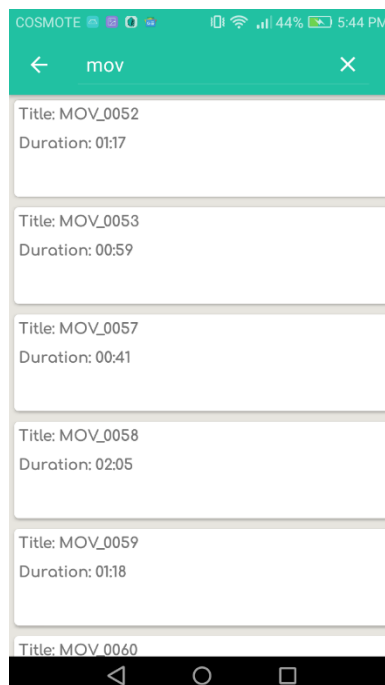 COSMOTE 44% 5:44 PM
mov
Title: MOV_0052
Duration: 01:17
Title: MOV_0053
Duration: 00:59
Title: MOV_0057
Duration: 00:41
Title: MOV_0058
Duration: 02:05
Title: MOV_0059
Duration: 01:18
Title: MOV_0060